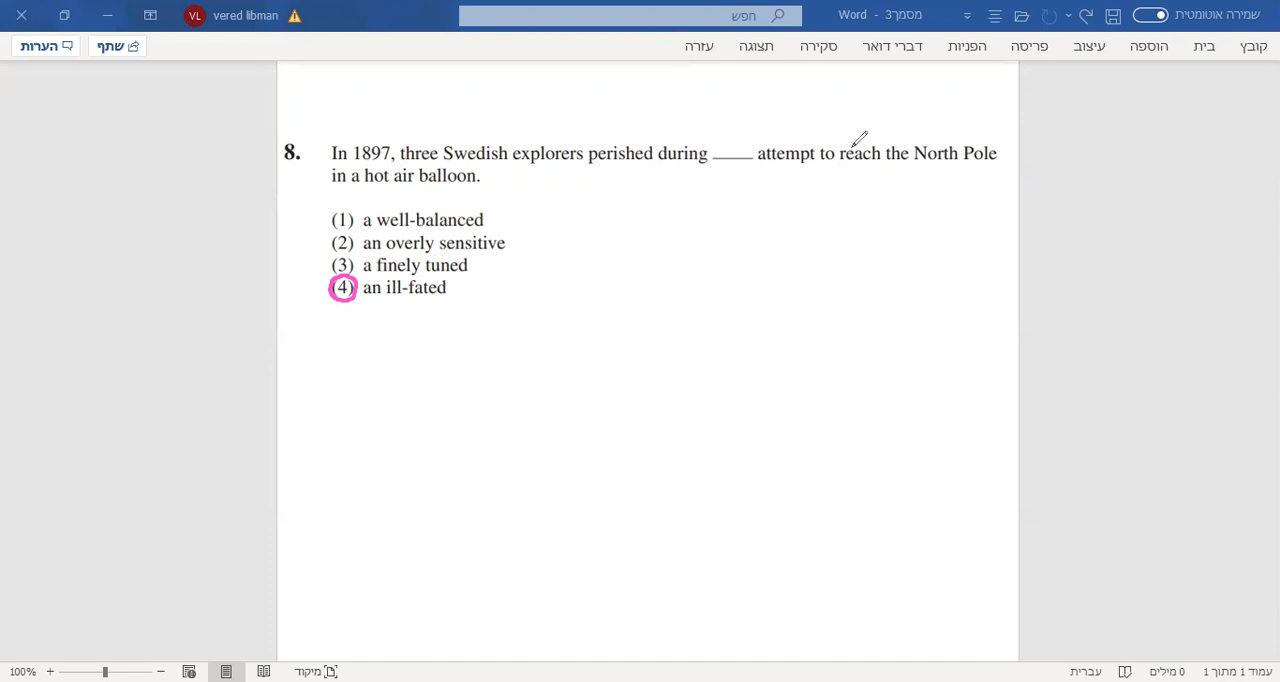 VL vered libman חפש מסמך3 - Word שמירה אוטומטית
קובץ בית הוספה עיצוב פריסה הפניות דברי דואר סקירה תצוגה עזרה שתף הערות
8. In 1897, three Swedish explorers perished during ____ attempt to reach the North Pole
in a hot air balloon.
(1) a well-balanced
(2) an overly sensitive
(3) a finely tuned
(4) an ill-fated
עמוד 1 מתוך 1 0 מילים עברית מיקוד 100%